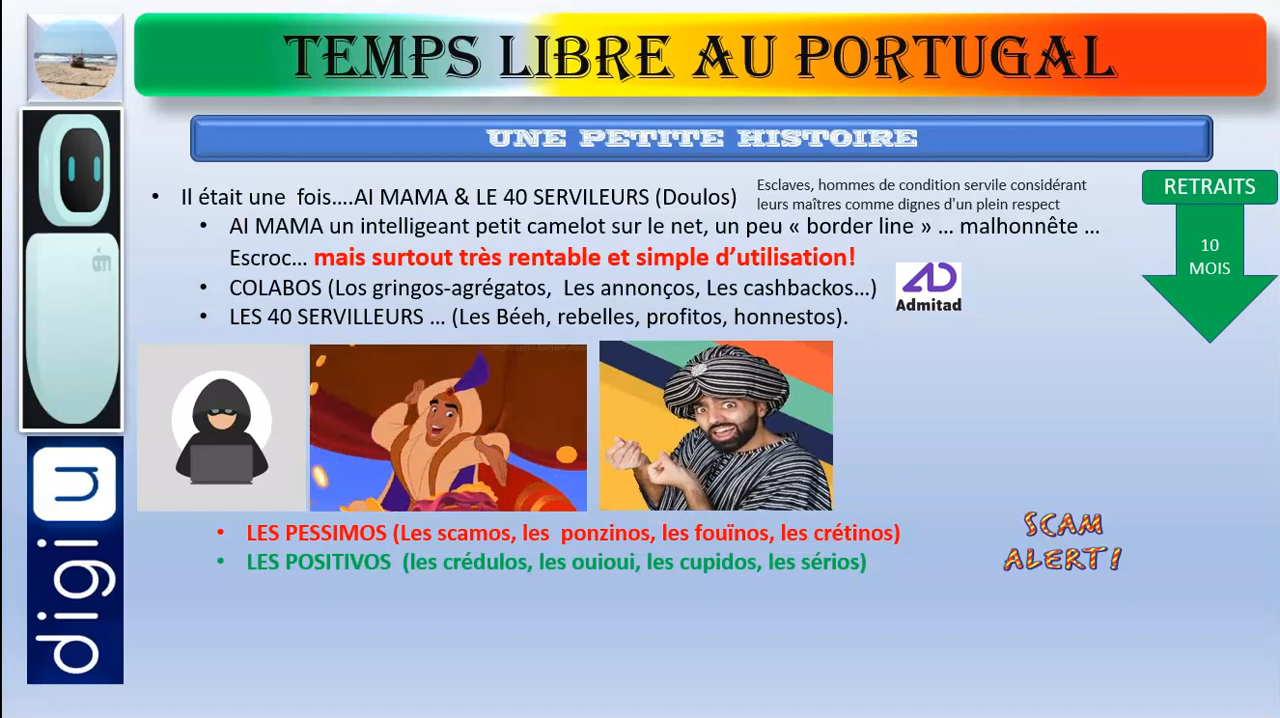 TEMPS LIBRE AU PORTUGAL
UNE PETITE HISTOIRE
Il était une fois….AI MAMA & LE 40 SERVILEURS (Doulos)
Esclaves, hommes de condition servile considérant
leurs maîtres comme dignes d'un plein respect
AI MAMA un intelligeant petit camelot sur le net, un peu « border line » … malhonnête …
Escroc… mais surtout très rentable et simple d’utilisation!
COLABOS (Los gringos-agrégatos, Les annonços, Les cashbackos…)
Admitad
LES 40 SERVILLEURS … (Les Béeh, rebelles, profitos, honnestos).
RETRAITS
10
MOIS
LES PESSIMOS (Les scamos, les ponzinos, les fouïnos, les crétinos)
LES POSITIVOS (les crédulos, les ouioui, les cupidos, les sérios)
SCAM
ALERT!
digi u